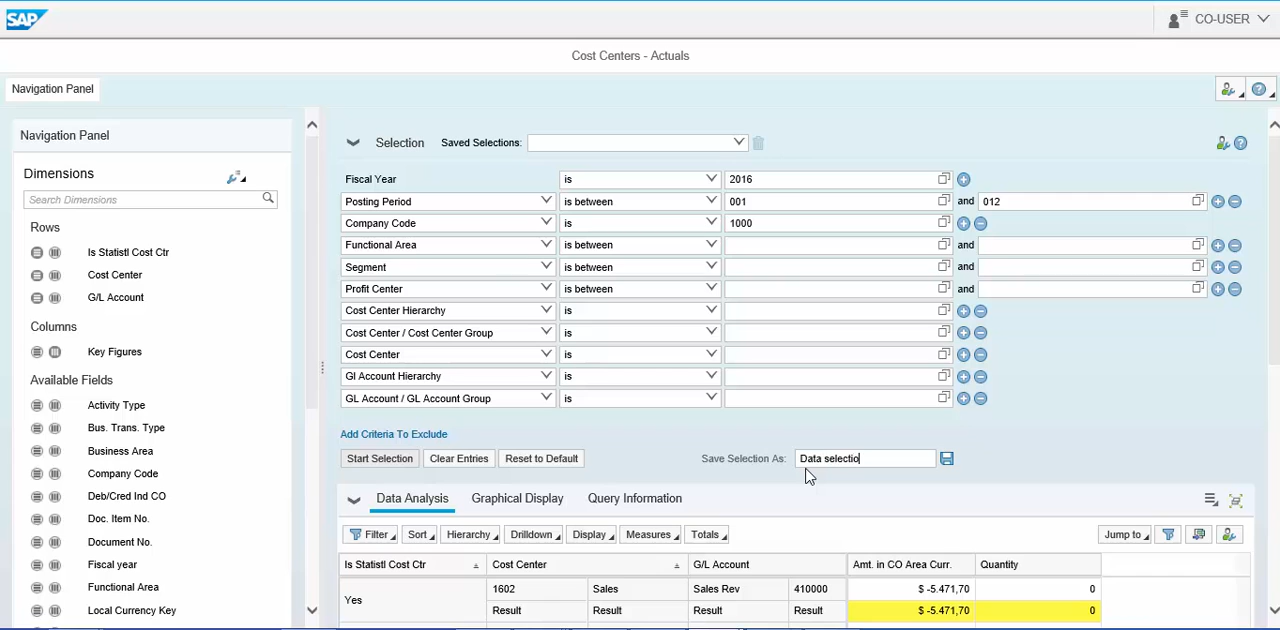 SAP
CO-USER
Cost Centers - Actuals
Navigation Panel
Navigation Panel
Dimensions
Search Dimensions
Rows
Is Statistl Cost Ctr
Cost Center
G/L Account
Columns
Key Figures
Available Fields
Activity Type
Bus. Trans. Type
Business Area
Company Code
Deb/Cred Ind CO
Doc. Item No.
Document No.
Fiscal year
Functional Area
Local Currency Key
Selection Saved Selections:
Fiscal Year is 2016
Posting Period is between 001 and 012
Company Code is 1000
Functional Area is between and
Segment is between and
Profit Center is between and
Cost Center Hierarchy is
Cost Center / Cost Center Group is
Cost Center is
Gl Account Hierarchy is
GL Account / GL Account Group is
Add Criteria To Exclude
Start Selection Clear Entries Reset to Default Save Selection As: Data selectio
Data Analysis Graphical Display Query Information
Filter Sort Hierarchy Drilldown Display Measures Totals Jump to
Is Statistl Cost Ctr Cost Center G/L Account Amt. in CO Area Curr. Quantity
Yes 1602 Sales Sales Rev 410000 $ -5.471,70 0
Result Result Result Result $ -5.471,70 0